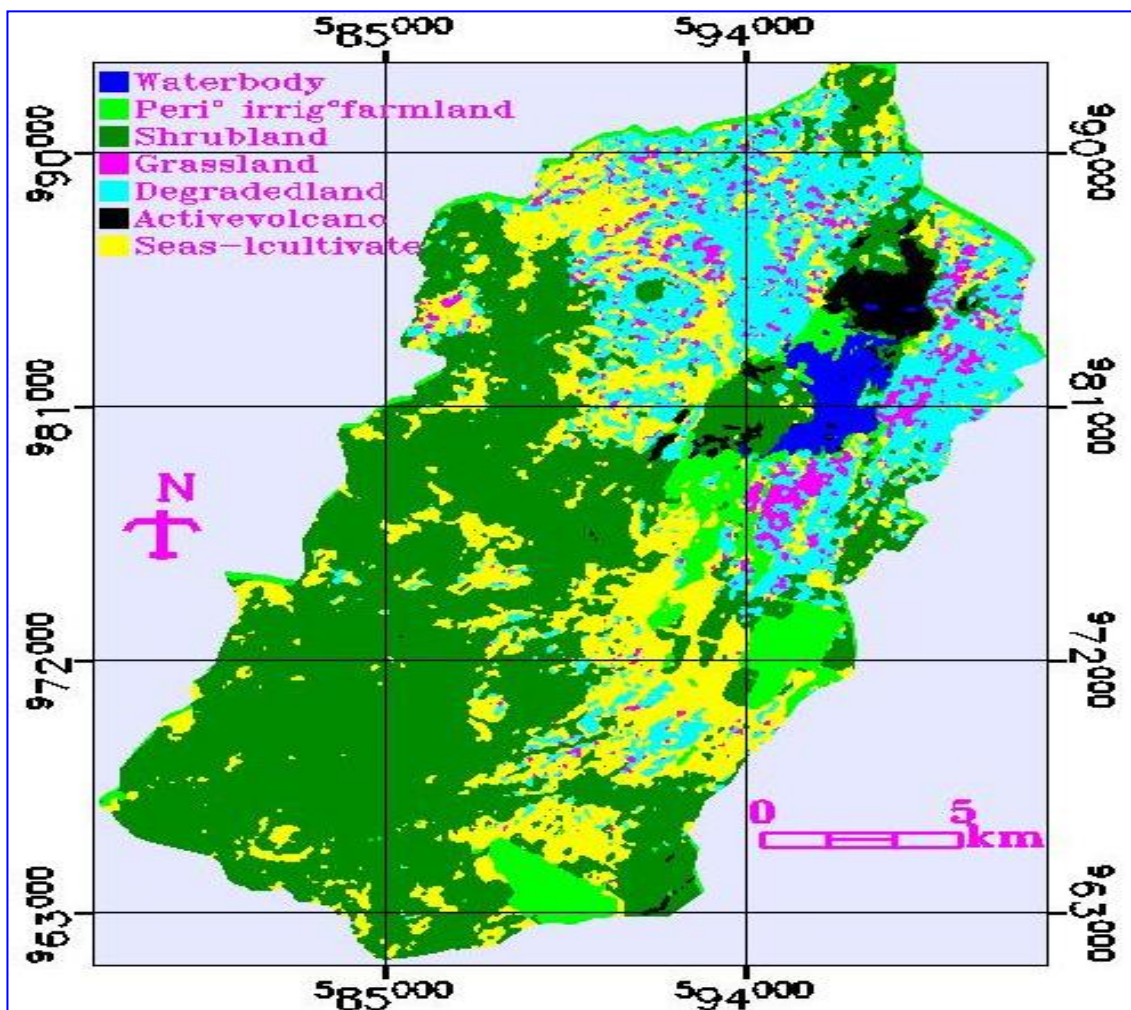 585000 594000
Waterbody
Peri° irrig°farmland
Shrubland
Grassland
Degradedland
Activevolcano
Seas-lcultivate
990000 990000
981000 981000
N
972000 972000
0 5
km
963000 963000
585000 594000